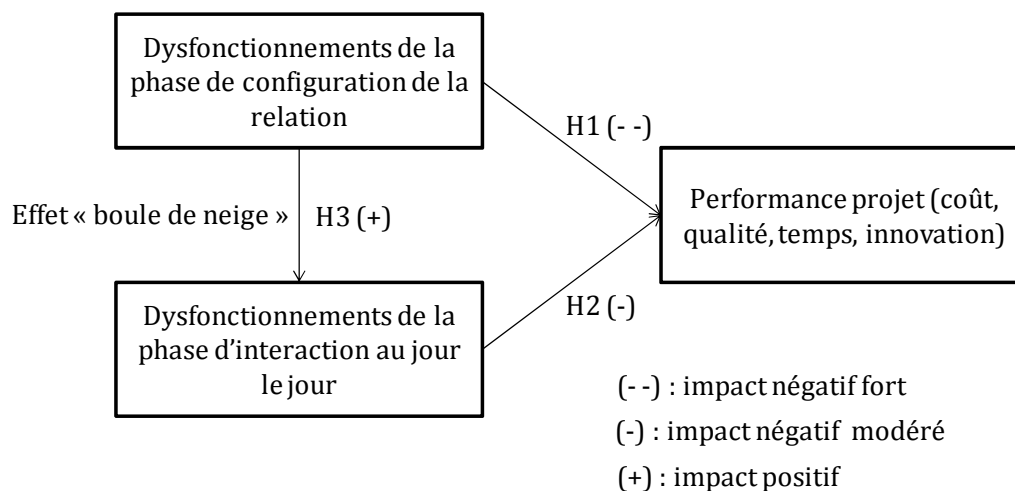 Dysfonctionnements de la
phase de configuration de la
relation
H1 (- -)
Effet « boule de neige »
H3 (+)
Performance projet (coût,
qualité, temps, innovation)
Dysfonctionnements de la
phase d’interaction au jour
le jour
H2 (-)
(- -) : impact négatif fort
(-) : impact négatif modéré
(+) : impact positif